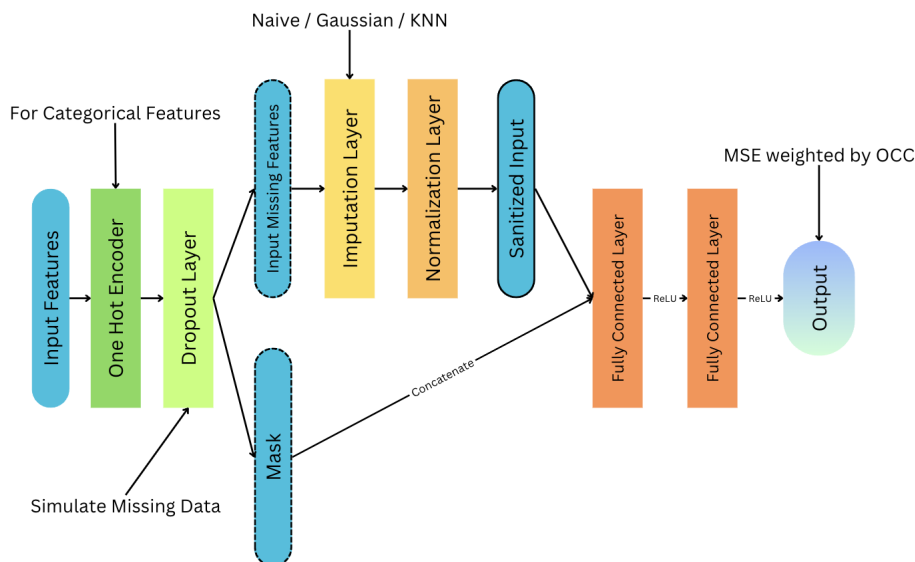 Naive / Gaussian / KNN
For Categorical Features
MSE weighted by OCC
Input Features
One Hot Encoder
Dropout Layer
Input Missing Features
Imputation Layer
Normalization Layer
Sanitized Input
Mask
Concatenate
Fully Connected Layer
ReLU
Fully Connected Layer
ReLU
Output
Simulate Missing Data